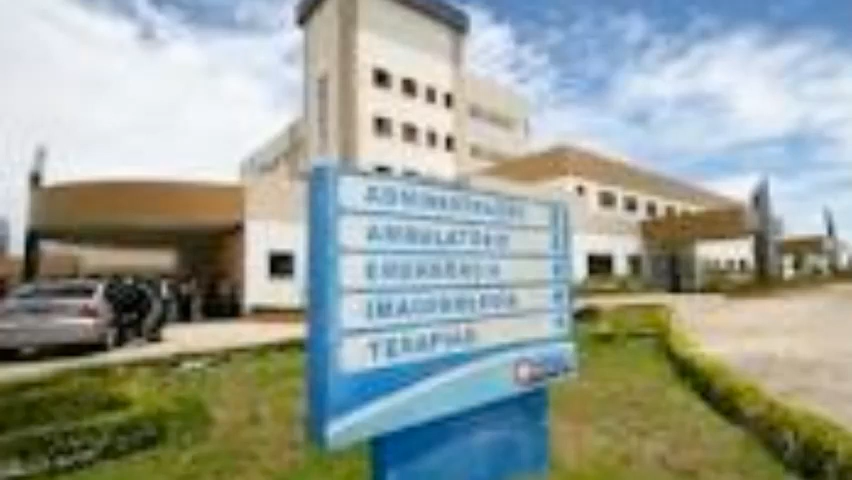 ADMINISTRAÇÃO
AMBULATÓRIO
EMERGÊNCIA
IMAGENOLOGIA
TERAPIAS